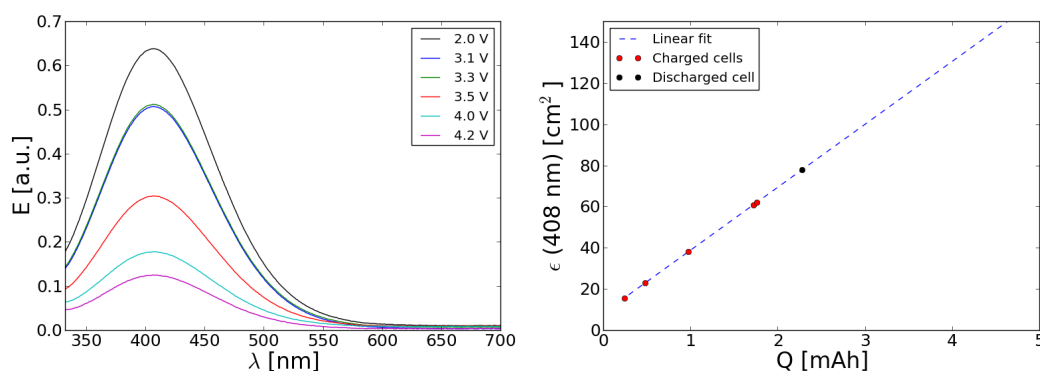 0.7
0.6
0.5
0.4
0.3
0.2
0.1
0.0
E [a.u.]
350 400 450 500 550 600 650 700
λ [nm]
2.0 V
3.1 V
3.3 V
3.5 V
4.0 V
4.2 V
140
120
100
80
60
40
20
0
ϵ (408 nm) [cm²]
0 1 2 3 4 5
Q [mAh]
Linear fit
Charged cells
Discharged cell